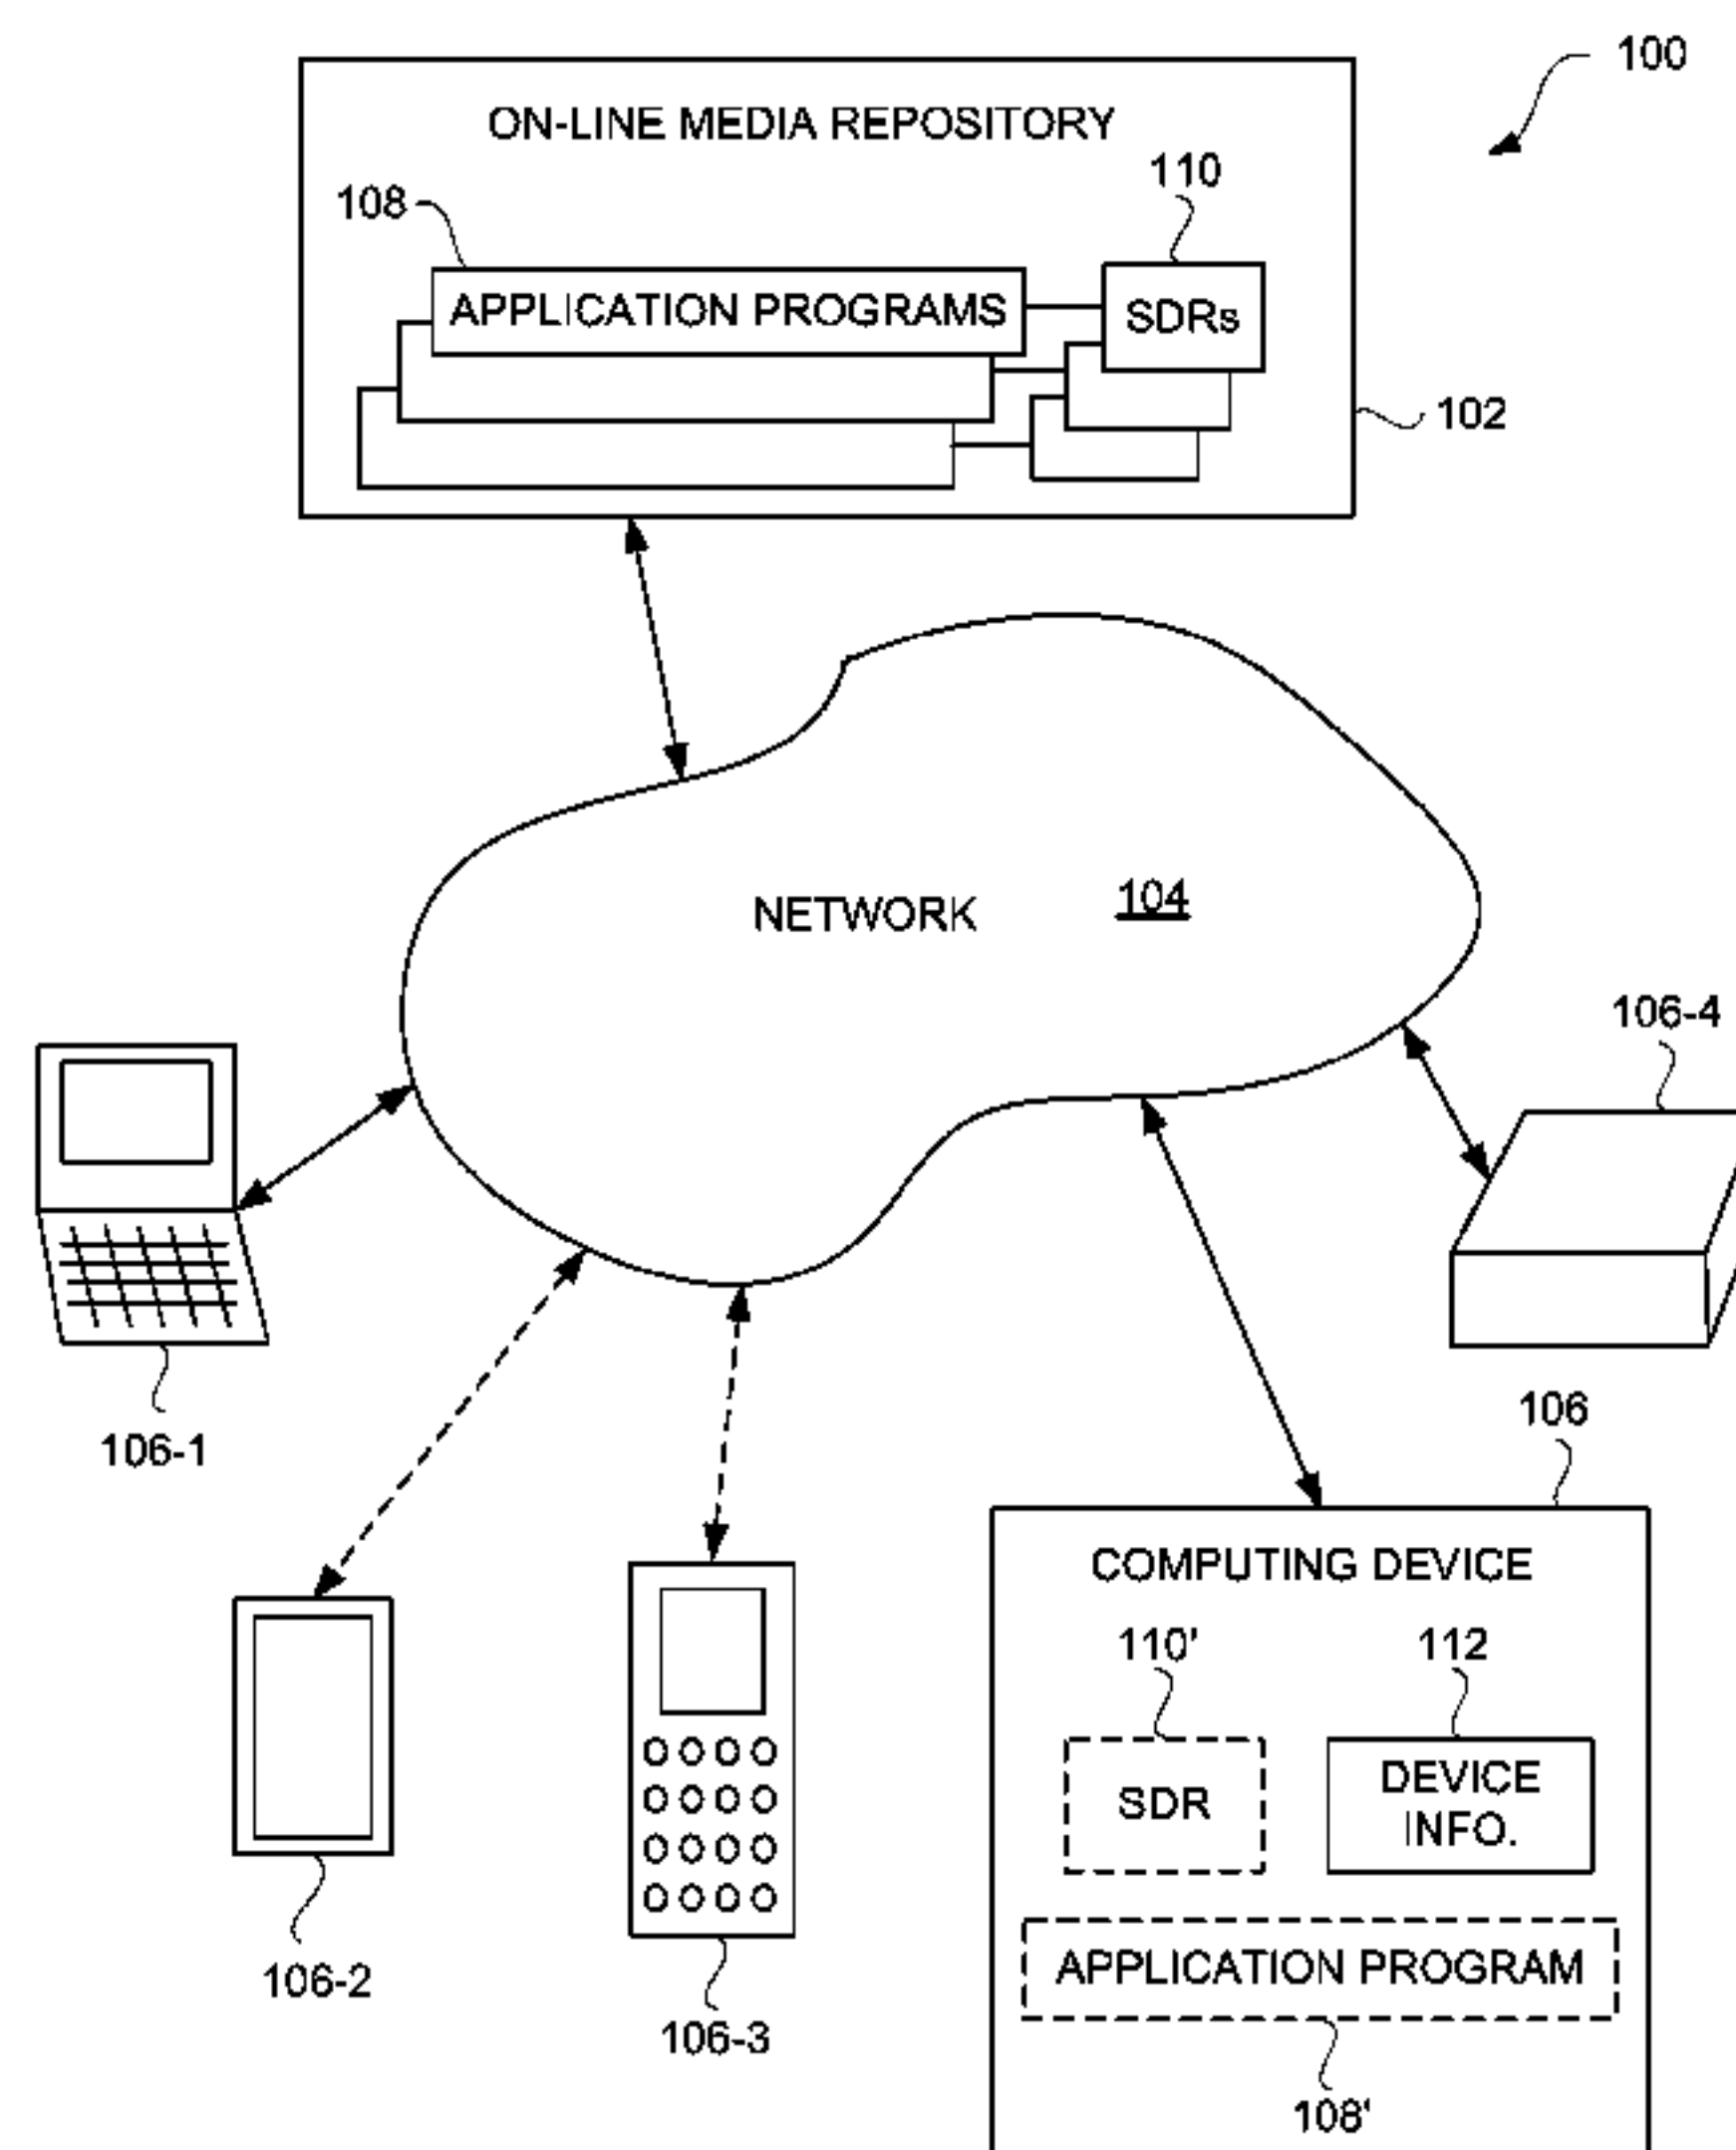 100
ON-LINE MEDIA REPOSITORY
110
108
APPLICATION PROGRAMS
SDRs
102
NETWORK
104
106-4
106-1
106
COMPUTING DEVICE
110'
112
SDR
DEVICE
INFO.
106-2
APPLICATION PROGRAM
106-3
108'